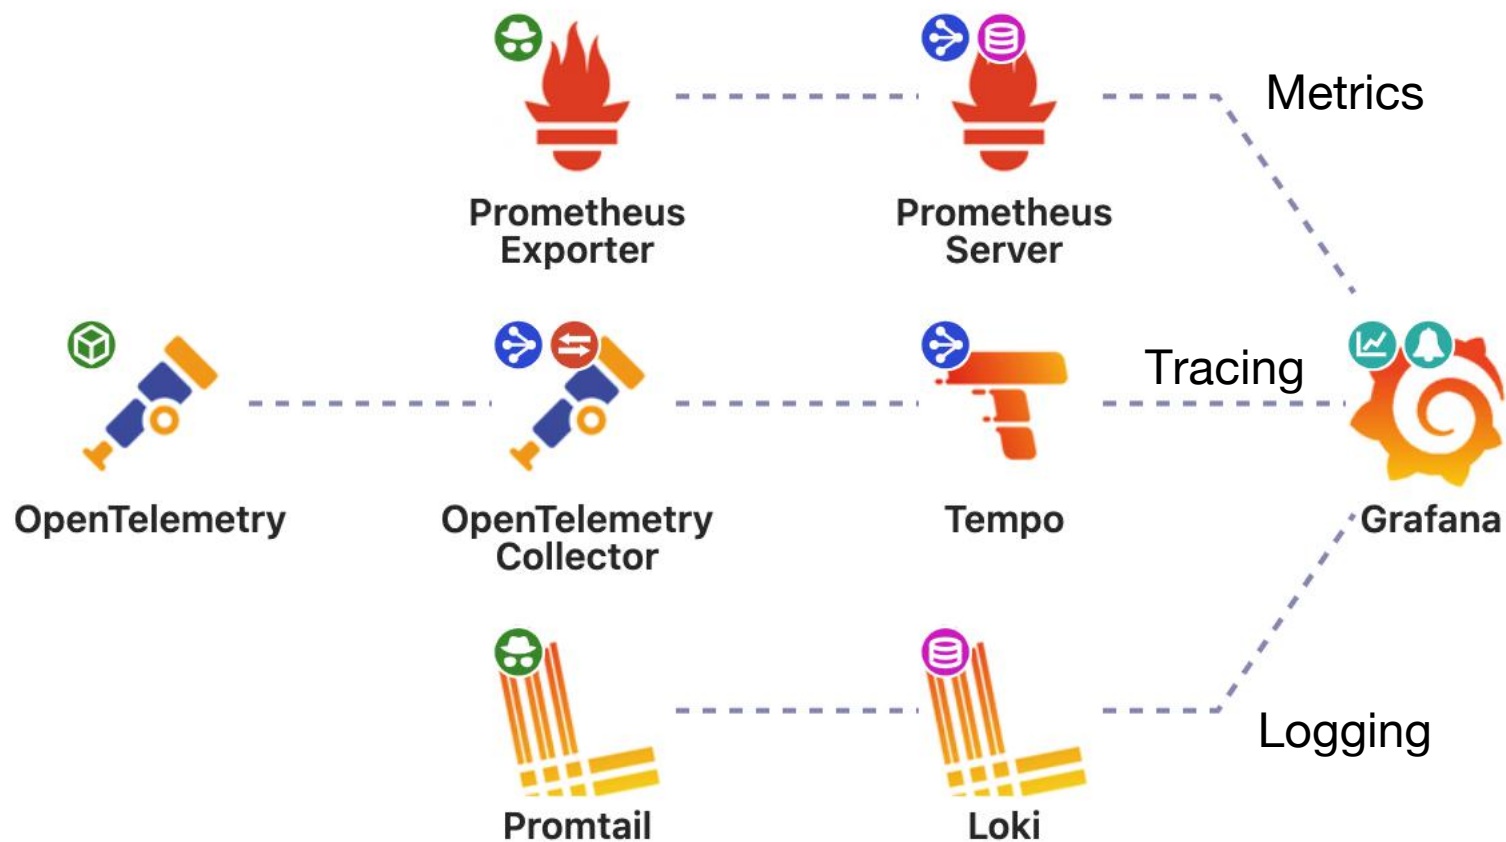 Metrics
Prometheus
Exporter
Prometheus
Server
Tracing
OpenTelemetry
OpenTelemetry
Collector
Tempo
Grafana
Logging
Promtail
Loki